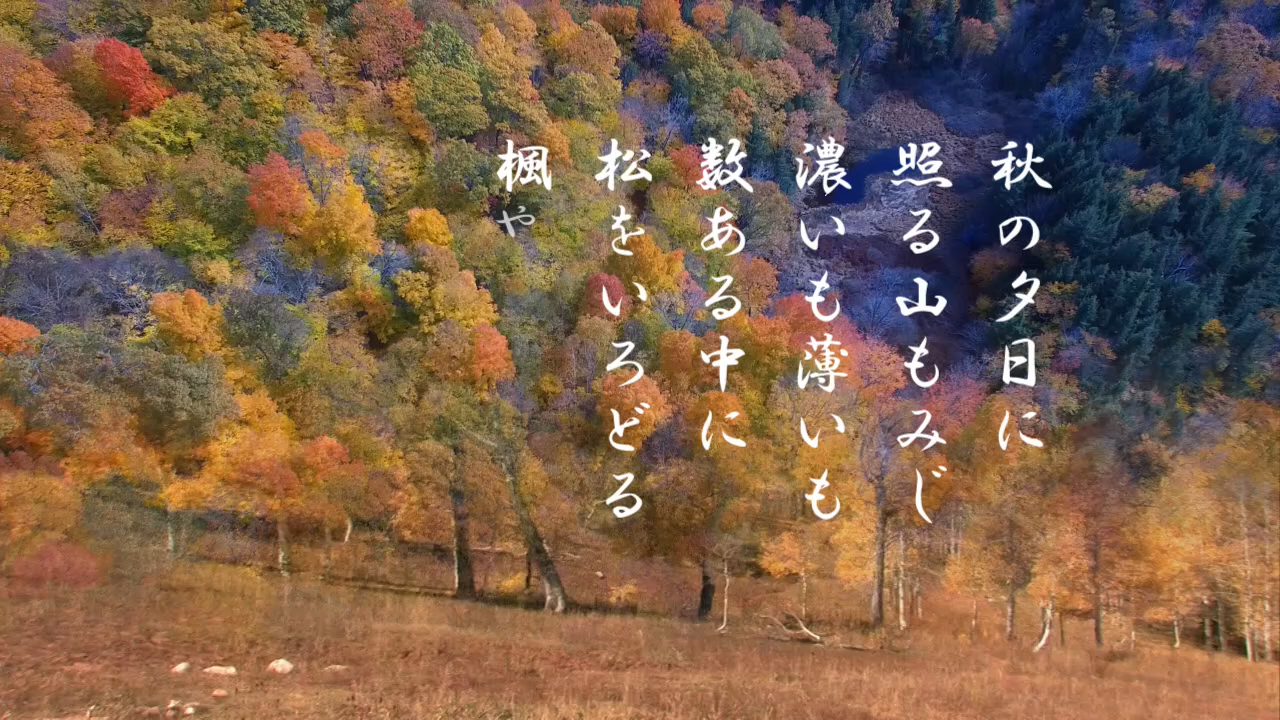 秋の夕日に
照る山もみじ
濃いも薄いも
数ある中に
松をいろどる
楓や